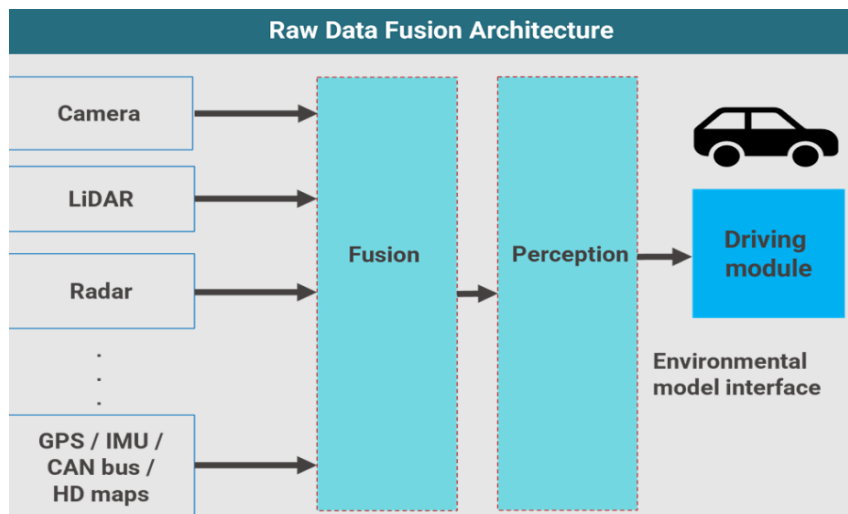 Raw Data Fusion Architecture
Camera
LiDAR
Radar
.
.
.
GPS / IMU /
CAN bus /
HD maps
Fusion
Perception
Driving
module
Environmental
model interface